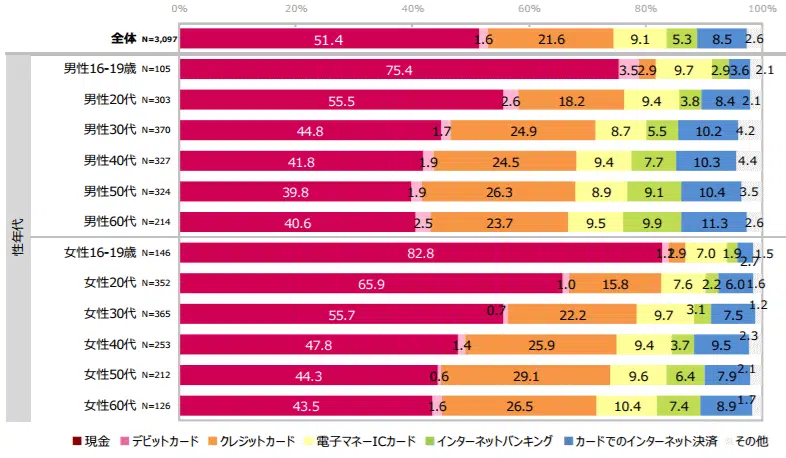 0% 20% 40% 60% 80% 100%
全体 N=3,097 51.4 1.6 21.6 9.1 5.3 8.5 2.6
性年代
男性16-19歳 N=105 75.4 3.5 2.9 9.7 2.9 3.6 2.1
男性20代 N=303 55.5 2.6 18.2 9.4 3.8 8.4 2.1
男性30代 N=370 44.8 1.7 24.9 8.7 5.5 10.2 4.2
男性40代 N=327 41.8 1.9 24.5 9.4 7.7 10.3 4.4
男性50代 N=324 39.8 1.9 26.3 8.9 9.1 10.4 3.5
男性60代 N=214 40.6 2.5 23.7 9.5 9.9 11.3 2.6
女性16-19歳 N=146 82.8 1.2 2.9 7.0 1.9 2.7 1.5
女性20代 N=352 65.9 1.0 15.8 7.6 2.2 6.0 1.6
女性30代 N=365 55.7 0.7 22.2 9.7 3.1 7.5 1.2
女性40代 N=253 47.8 1.4 25.9 9.4 3.7 9.5 2.3
女性50代 N=212 44.3 0.6 29.1 9.6 6.4 7.9 2.1
女性60代 N=126 43.5 1.6 26.5 10.4 7.4 8.9 1.7
現金 デビットカード クレジットカード 電子マネーICカード インターネットバンキング カードでのインターネット決済 その他